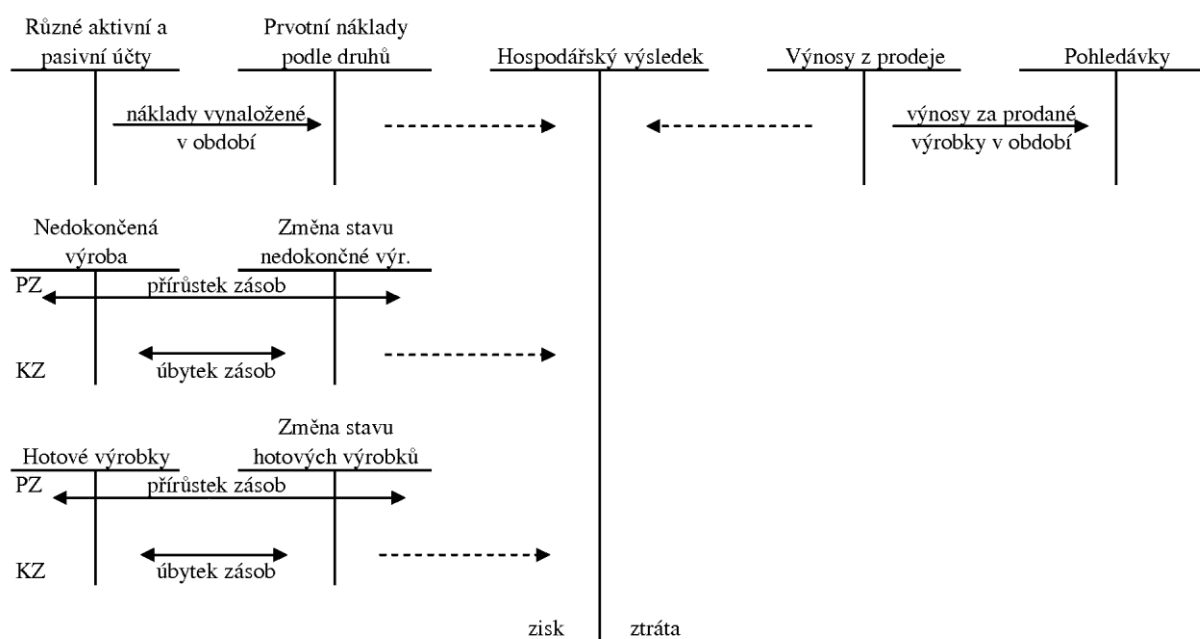 Různé aktivní a
pasivní účty
Prvotní náklady
podle druhů
Hospodářský výsledek
Výnosy z prodeje
Pohledávky
náklady vynaložené
v období
výnosy za prodané
výrobky v období
Nedokončená
výroba
Změna stavu
nedokončné výr.
PZ
přírůstek zásob
KZ
úbytek zásob
Hotové výrobky
Změna stavu
hotových výrobků
PZ
přírůstek zásob
KZ
úbytek zásob
zisk
ztráta